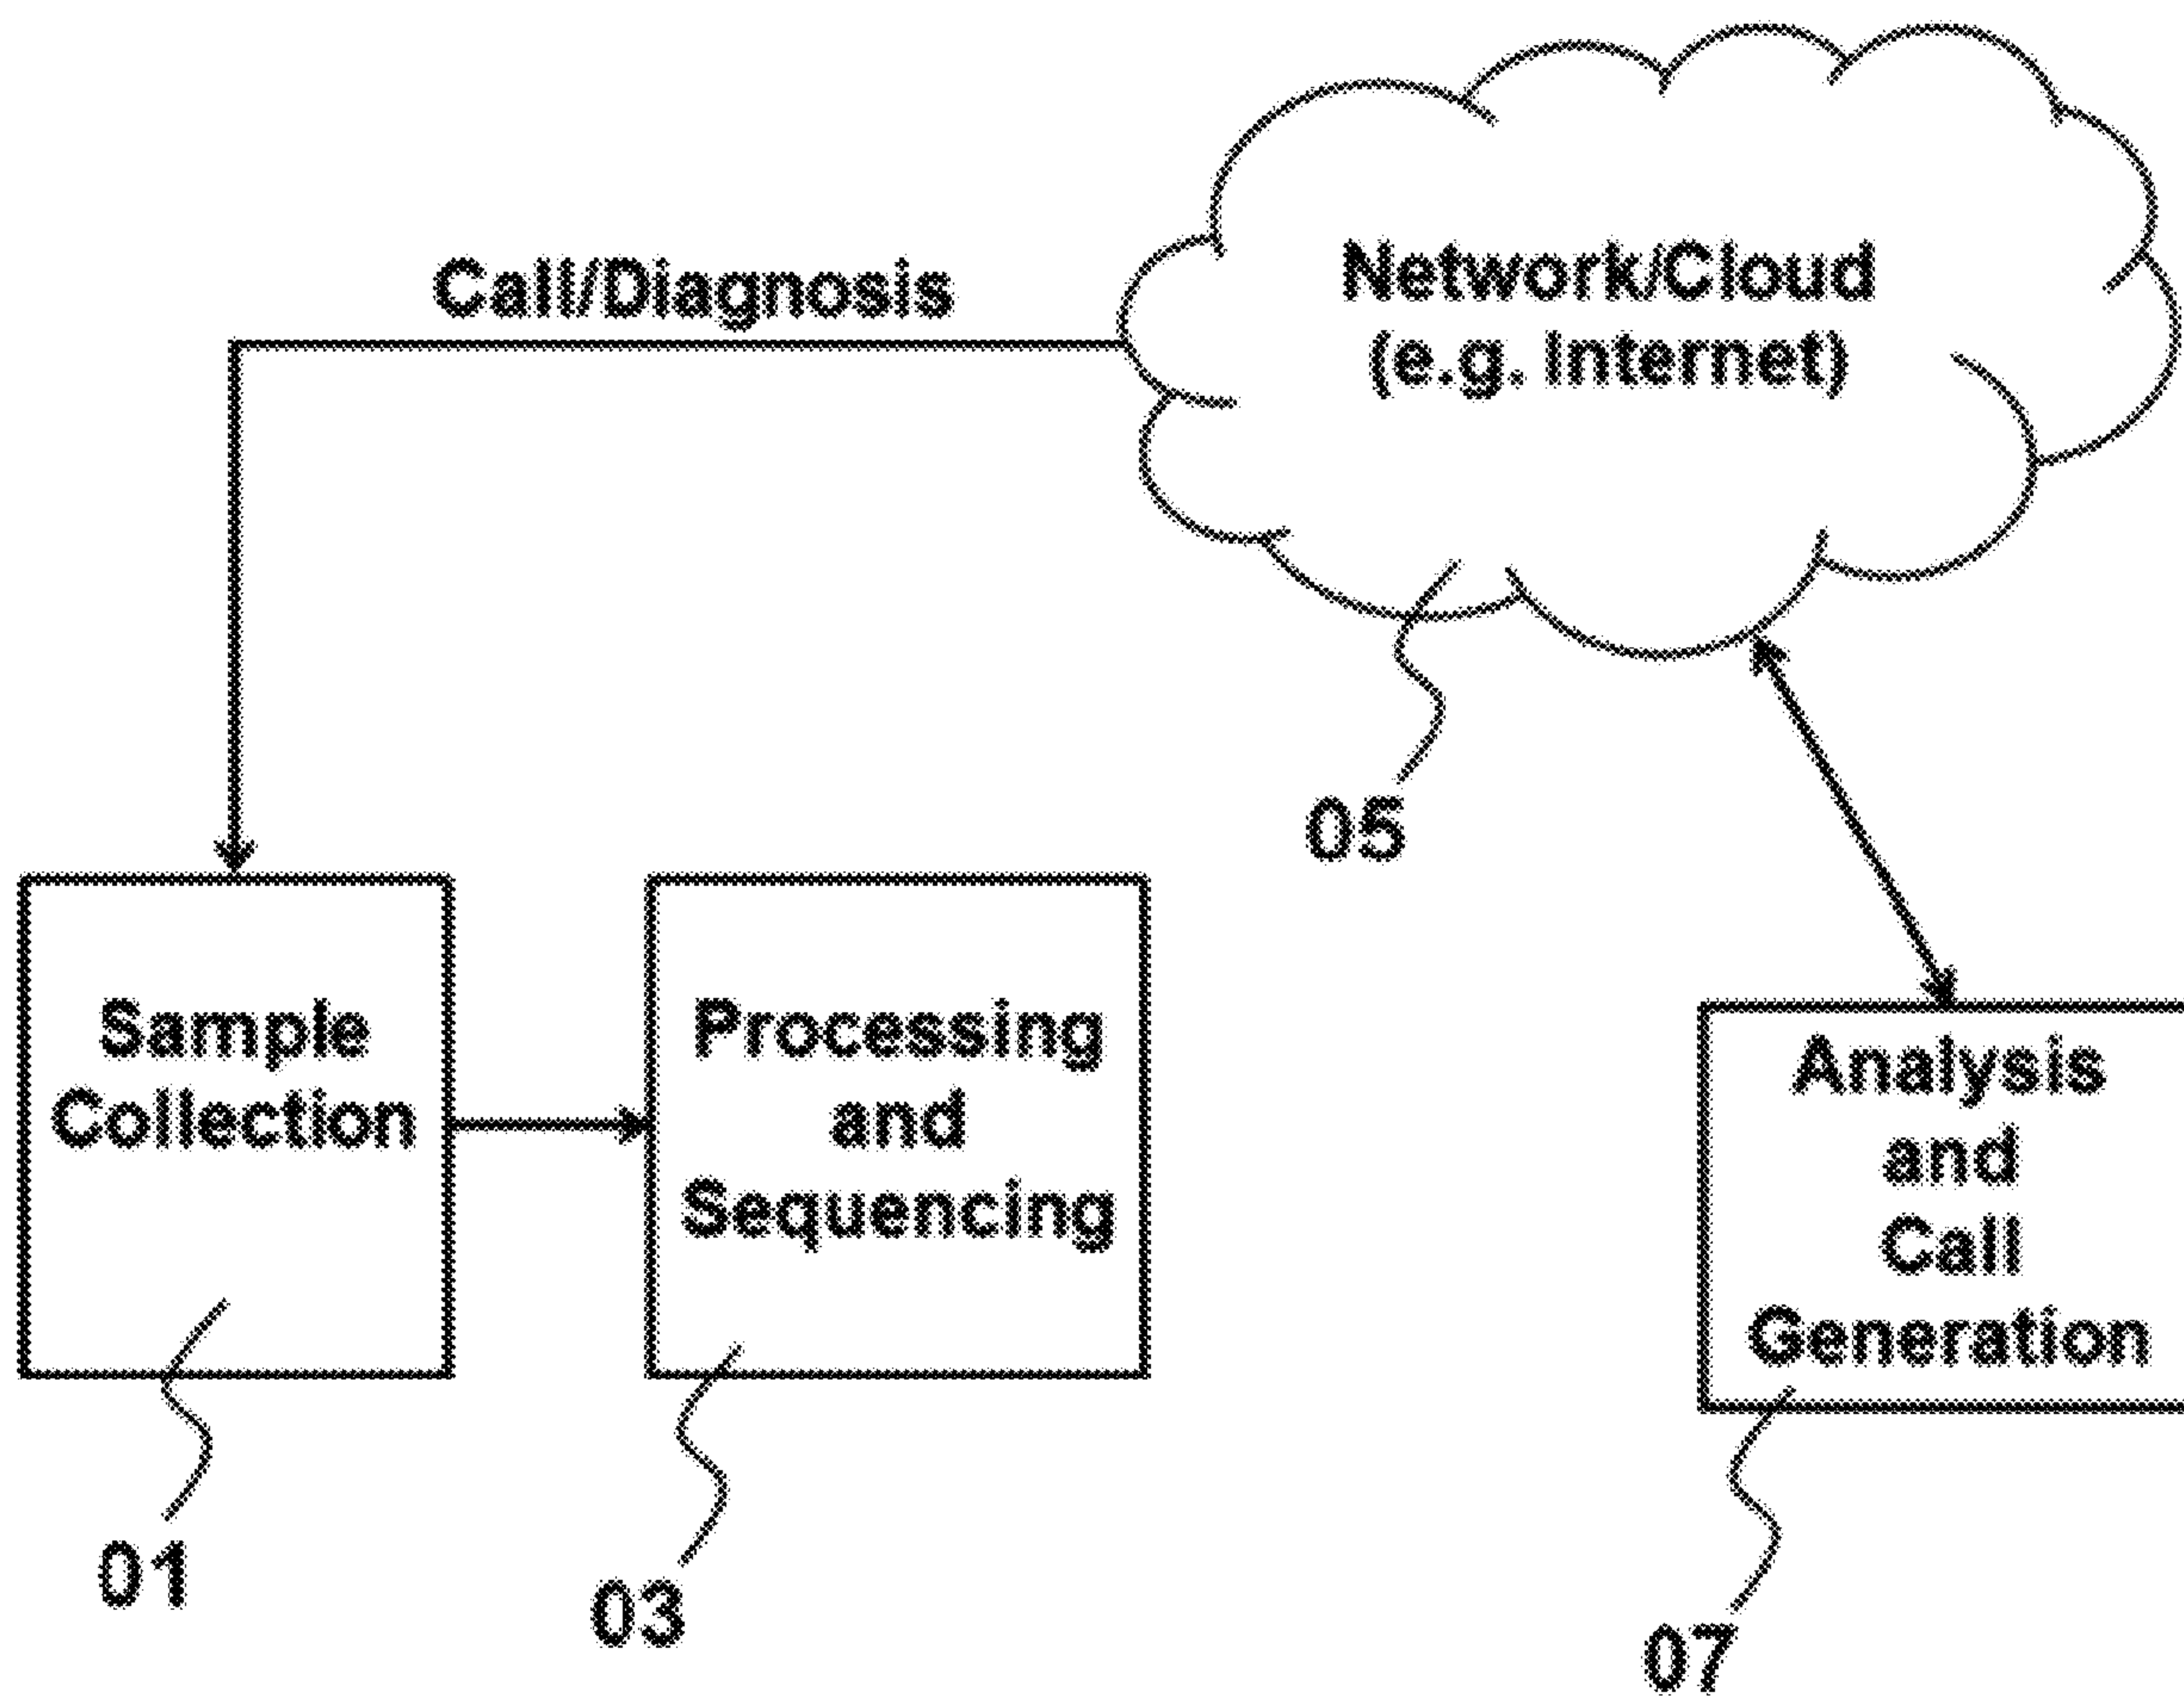 Network/Cloud
(e.g. Internet)
Call/Diagnosis
05
Sample
Collection
Processing
and
Sequencing
Analysis
and
Call
Generation
01
03
07